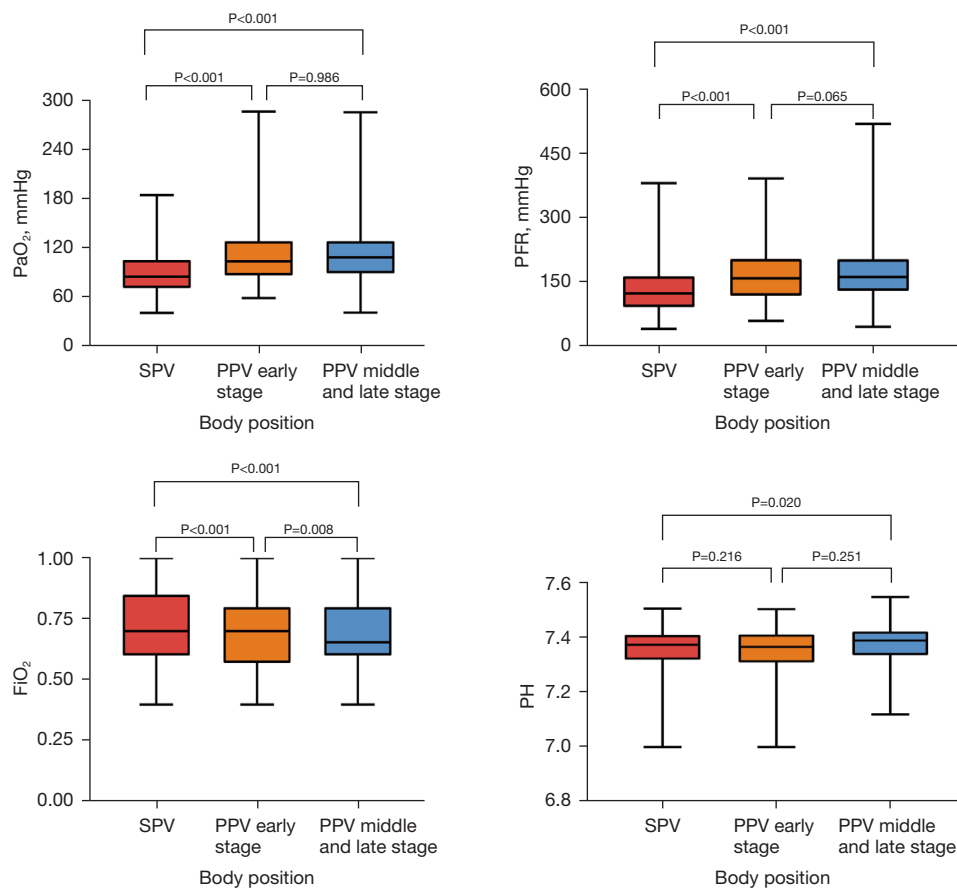 P<0.001
P<0.001
P=0.986
300
240
180
120
60
0
PaO2, mmHg
SPV
PPV early
stage
PPV middle
and late stage
Body position
P<0.001
P<0.001
P=0.065
600
450
300
150
0
PFR, mmHg
SPV
PPV early
stage
PPV middle
and late stage
Body position
P<0.001
P<0.001
P=0.008
1.00
0.75
0.50
0.25
0.00
FiO2
SPV
PPV early
stage
PPV middle
and late stage
Body position
P=0.020
P=0.216
P=0.251
7.6
7.4
7.2
7.0
6.8
PH
SPV
PPV early
stage
PPV middle
and late stage
Body position